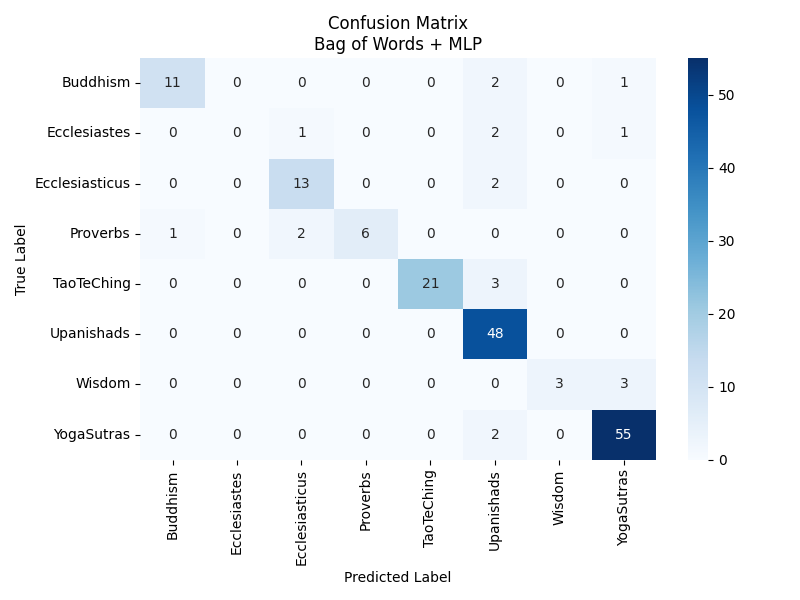 Confusion Matrix
Bag of Words + MLP
True Label
Buddhism 11 0 0 0 0 2 0 1
Ecclesiastes 0 0 1 0 0 2 0 1
Ecclesiasticus 0 0 13 0 0 2 0 0
Proverbs 1 0 2 6 0 0 0 0
TaoTeChing 0 0 0 0 21 3 0 0
Upanishads 0 0 0 0 0 48 0 0
Wisdom 0 0 0 0 0 0 3 3
YogaSutras 0 0 0 0 0 2 0 55
Buddhism Ecclesiastes Ecclesiasticus Proverbs TaoTeChing Upanishads Wisdom YogaSutras
Predicted Label
50
40
30
20
10
0